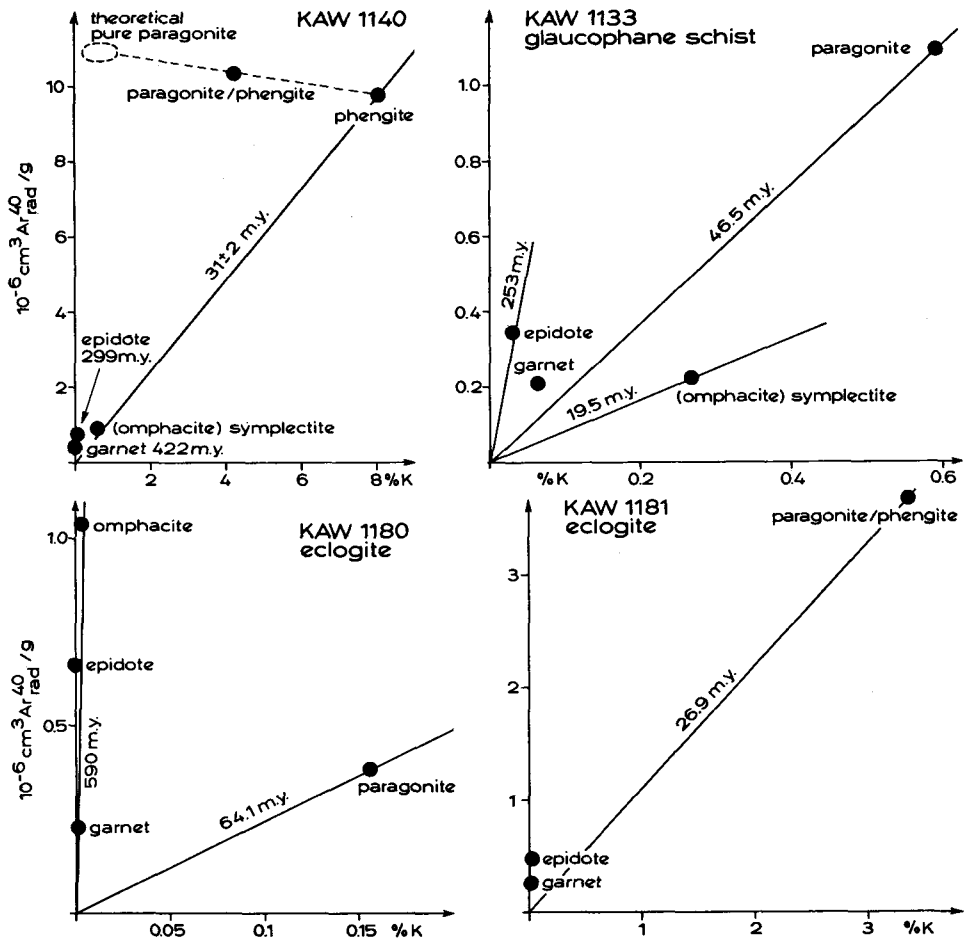 KAW 1140
theoretical
pure paragonite
paragonite/phengite
phengite
31±2 m.y.
epidote
299m.y.
(omphacite) symplectite
garnet 422m.y.
10⁻⁶cm³Ar⁴⁰rad/g
10
8
6
4
2
2
4
6
8
%K
KAW 1133
glaucophane schist
paragonite
46.5 m.y.
253m.y.
epidote
garnet
19.5 m.y.
(omphacite) symplectite
1.0
0.8
0.6
0.4
0.2
0.2
%K
0.4
0.6
KAW 1180
eclogite
omphacite
epidote
590 m.y.
garnet
64.1 m.y.
paragonite
10⁻⁶cm³Ar⁴⁰rad/g
1.0
0.5
0.05
0.1
0.15
%K
KAW 1181
eclogite
paragonite/phengite
26.9 m.y.
epidote
garnet
3
2
1
1
2
3
%K